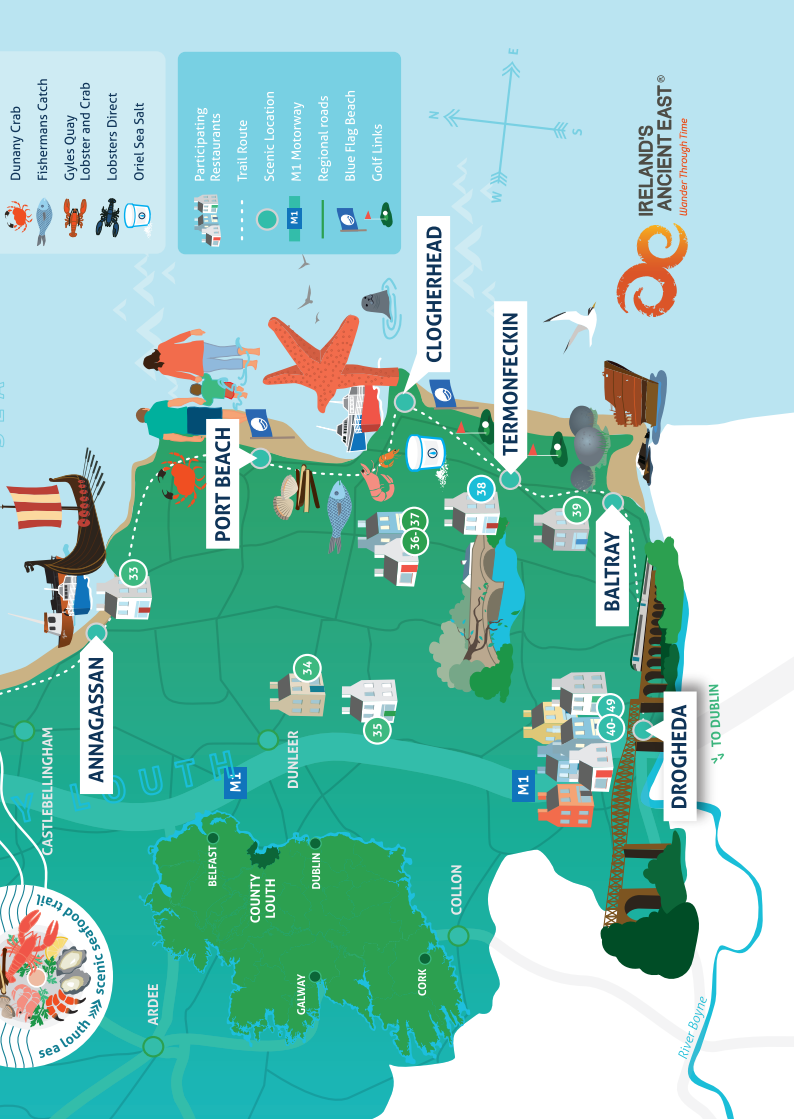 Dunany Crab
Fishermans Catch
Gyles Quay
Lobster and Crab
Lobsters Direct
Oriel Sea Salt
Participating
Restaurants
Trail Route
Scenic Location
M1
M1 Motorway
Regional roads
Blue Flag Beach
Golf Links
N
E
S
W
IRELAND'S
ANCIENT EAST®
Wander Through Time
CLOGHERHEAD
TERMONFECKIN
PORT BEACH
BALTRAY
ANNAGASSAN
DROGHEDA
33
34
35
36-37
38
39
40-49
TO DUBLIN
CASTLEBELLINGHAM
DUNLEER
LOUTH
M1
M1
BELFAST
COUNTY
LOUTH
DUBLIN
GALWAY
CORK
COLLON
ARDEE
sea louth scenic seafood trail
River Boyne